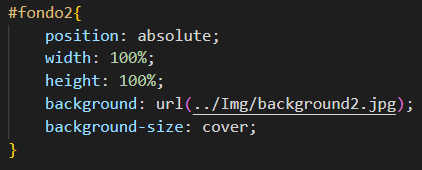 #fondo2{
position: absolute;
width: 100%;
height: 100%;
background: url(../Img/background2.jpg);
background-size: cover;
}